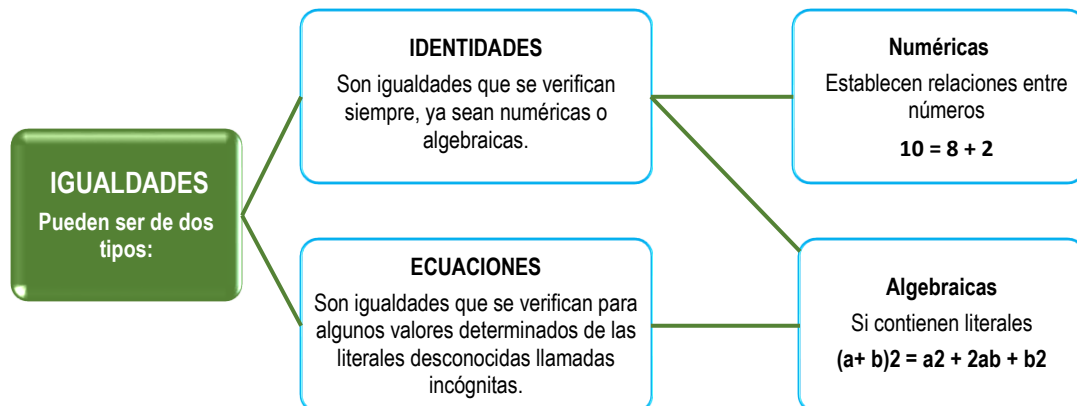 IGUALDADES
Pueden ser de dos
tipos:
IDENTIDADES
Son igualdades que se verifican
siempre, ya sean numéricas o
algebraicas.
ECUACIONES
Son igualdades que se verifican para
algunos valores determinados de las
literales desconocidas llamadas
incógnitas.
Numéricas
Establecen relaciones entre
números
10 = 8 + 2
Algebraicas
Si contienen literales
(a+ b)2 = a2 + 2ab + b2